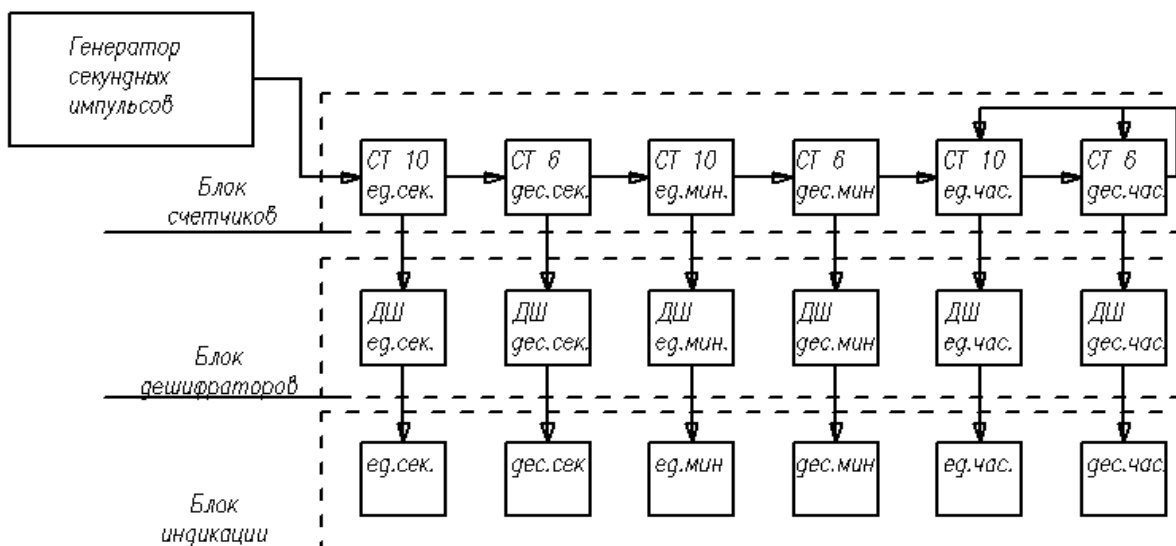 Генератор
секундных
импульсов
СТ 10
ед.сек.
СТ 6
дес.сек.
СТ 10
ед.мин.
СТ 6
дес.мин
СТ 10
ед.час.
СТ 6
дес.час.
Блок
счетчиков
ДШ
ед.сек.
ДШ
дес.сек.
ДШ
ед.мин.
ДШ
дес.мин
ДШ
ед.час.
ДШ
дес.час.
Блок
дешифраторов
ед.сек.
дес.сек
ед.мин
дес.мин
ед.час.
дес.час.
Блок
индикации